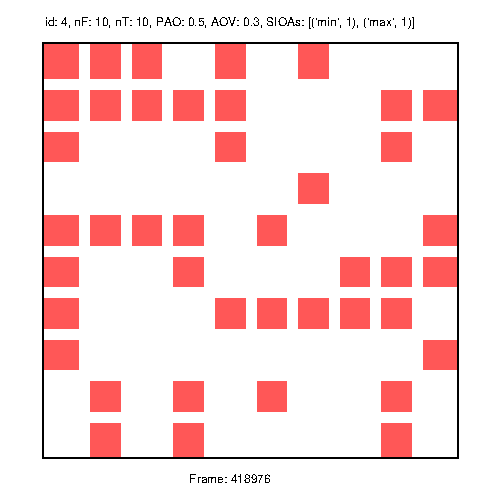 id: 4, nF: 10, nT: 10, PAO: 0.5, AOV: 0.3, SIOAs: [('min', 1), ('max', 1)]
Frame: 418976